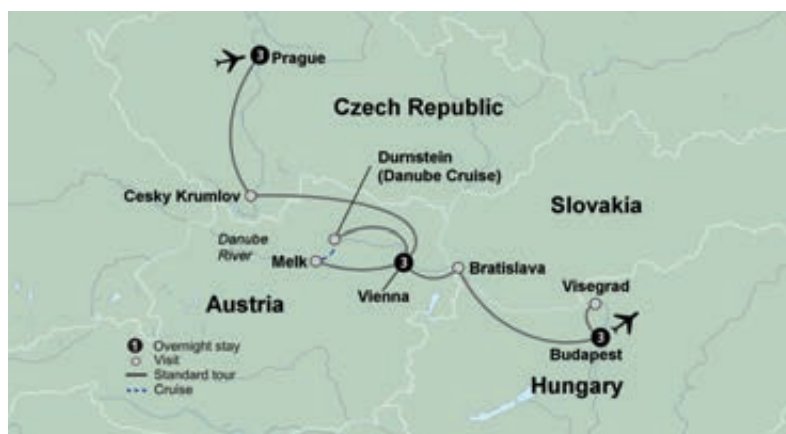 3 Prague
Czech Republic
Durnstein
(Danube Cruise)
Cesky Krumlov
Slovakia
Danube
River
Melk
3
Bratislava
Vienna
Visegrad
Austria
3
Budapest
Hungary
1 Overnight stay
Visit
Standard tour
Cruise